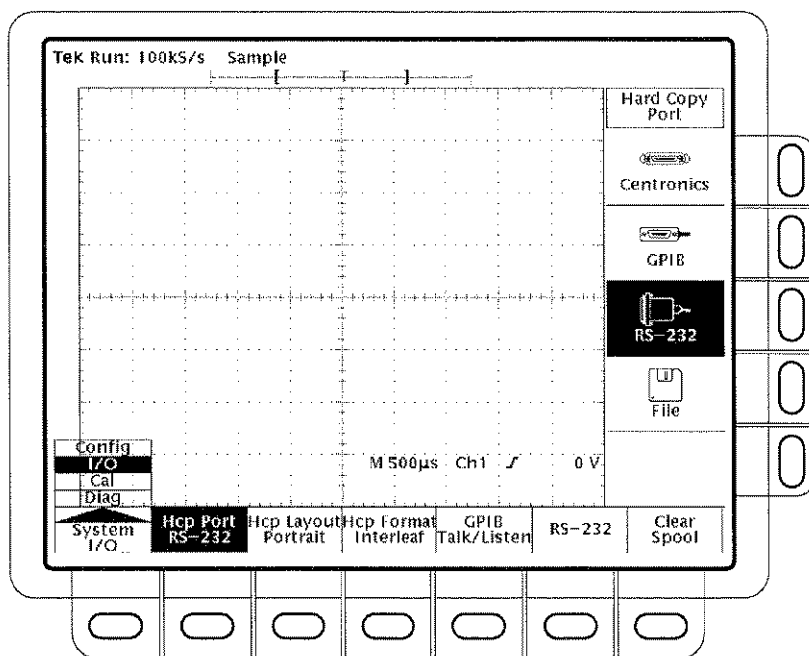 Tek Run: 100kS/s Sample
Hard Copy
Port
Centronics
GPIB
RS-232
File
M 500µs Ch1 0 V
Config
I/O
Cal
Diag
System
I/O
Hcp Port
RS-232
Hcp Layout
Portrait
Hcp Format
Interleaf
GPIB
Talk/Listen
RS-232
Clear
Spool